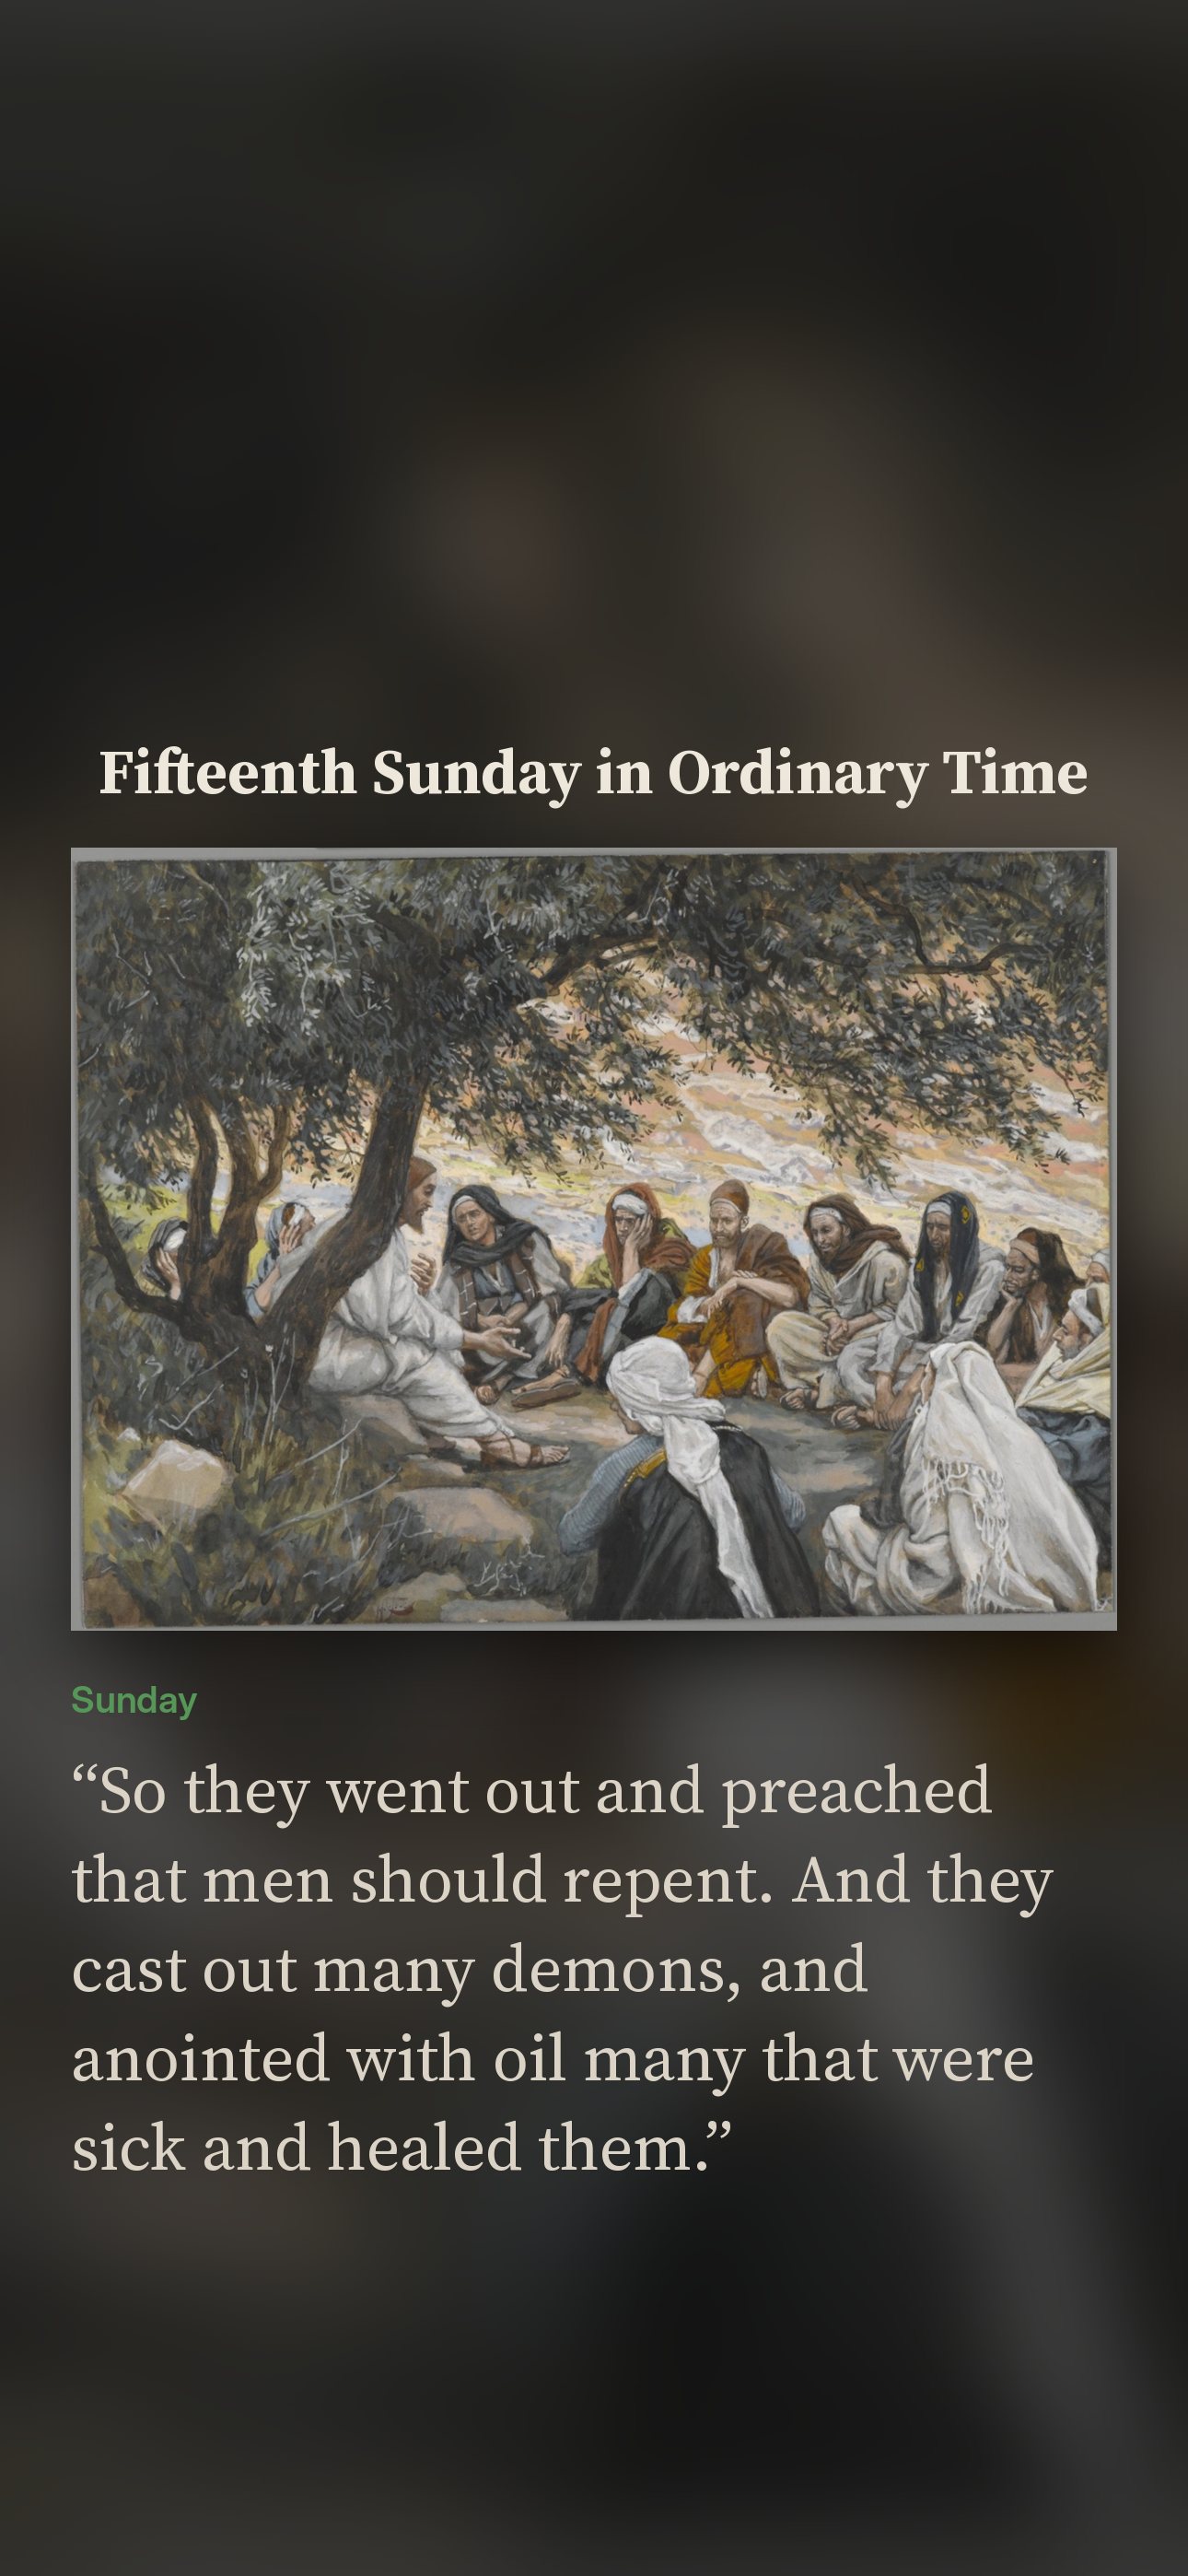 Fifteenth Sunday in Ordinary Time
Sunday
“So they went out and preached
that men should repent. And they
cast out many demons, and
anointed with oil many that were
sick and healed them.”